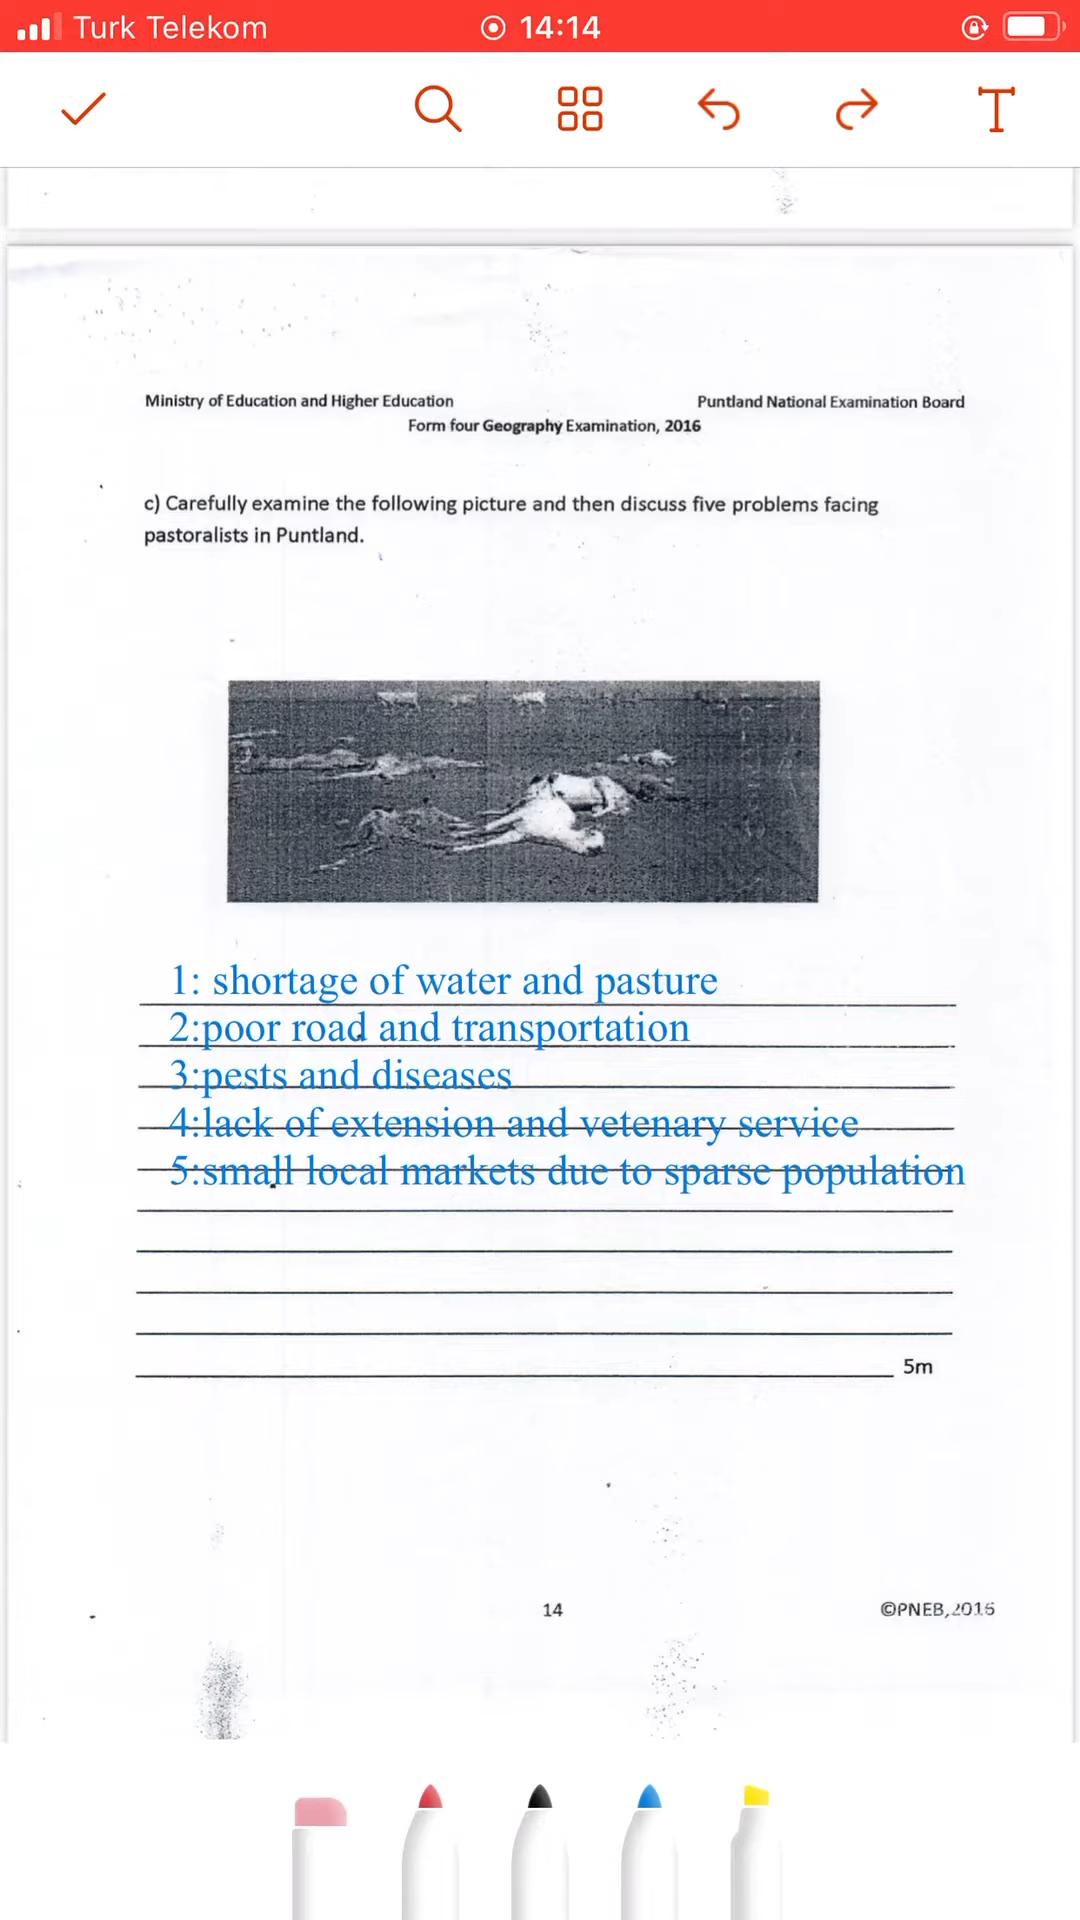 Turk Telekom 14:14
T
Ministry of Education and Higher Education Puntland National Examination Board
Form four Geography Examination, 2016
c) Carefully examine the following picture and then discuss five problems facing
pastoralists in Puntland.
1: shortage of water and pasture
2:poor road and transportation
3:pests and diseases
4:lack of extension and vetenary service
5:small local markets due to sparse population
5m
14 ©PNEB,2016